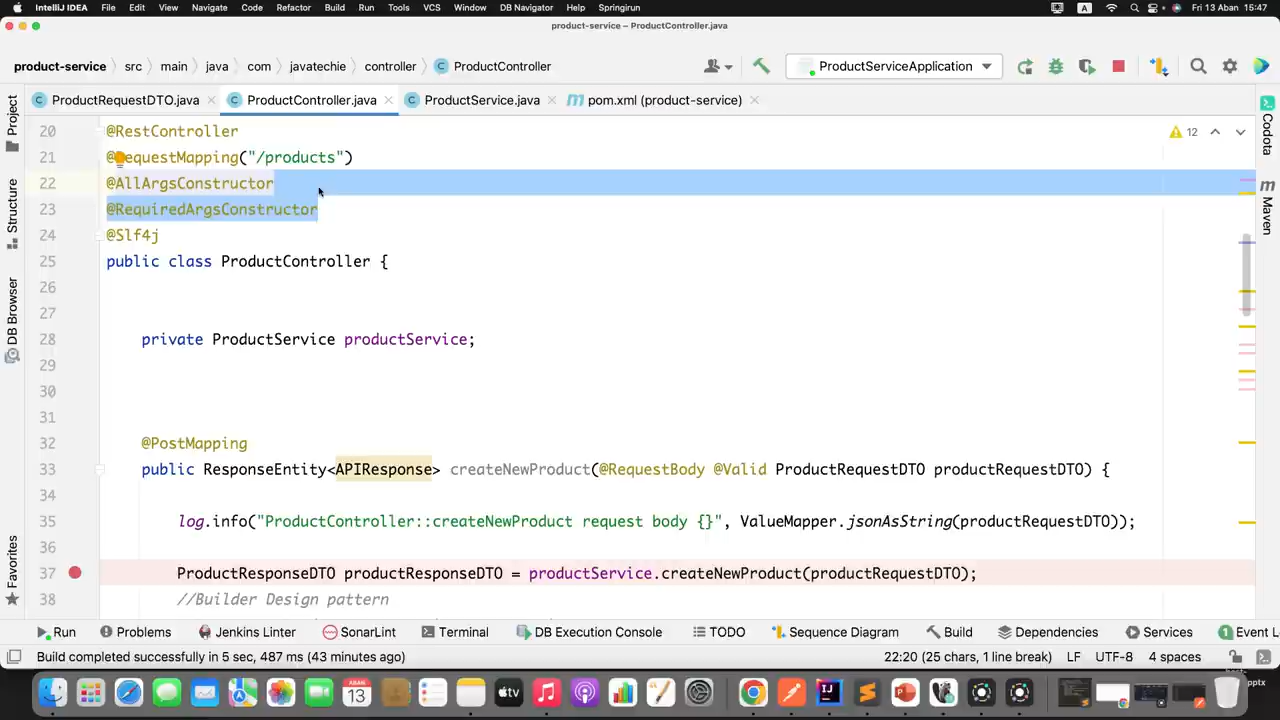 IntelliJ IDEA File Edit View Navigate Code Refactor Build Run Tools VCS Window DB Navigator Springirun A Fri 13 Aban 15:47
product-service – ProductController.java
product-service src main java com javatechie controller C ProductController ProductServiceApplication
C ProductRequestDTO.java C ProductController.java C ProductService.java m pom.xml (product-service)
Project
Structure
DB Browser
Favorites
20 @RestController
21 @RequestMapping("/products")
22 @AllArgsConstructor
23 @RequiredArgsConstructor
24 @Slf4j
25 public class ProductController {
26
27
28 private ProductService productService;
29
30
31
32 @PostMapping
33 public ResponseEntity<APIResponse> createNewProduct(@RequestBody @Valid ProductRequestDTO productRequestDTO) {
34
35 log.info("ProductController::createNewProduct request body {}", ValueMapper.jsonAsString(productRequestDTO));
36
37 ProductResponseDTO productResponseDTO = productService.createNewProduct(productRequestDTO);
38 //Builder Design pattern
12
Codota
m Maven
Run Problems Jenkins Linter SonarLint Terminal DB Execution Console TODO Sequence Diagram Build Dependencies Services 1 Event L
Build completed successfully in 5 sec, 487 ms (43 minutes ago) 22:20 (25 chars, 1 line break) LF UTF-8 4 spaces
13
tv
pptx